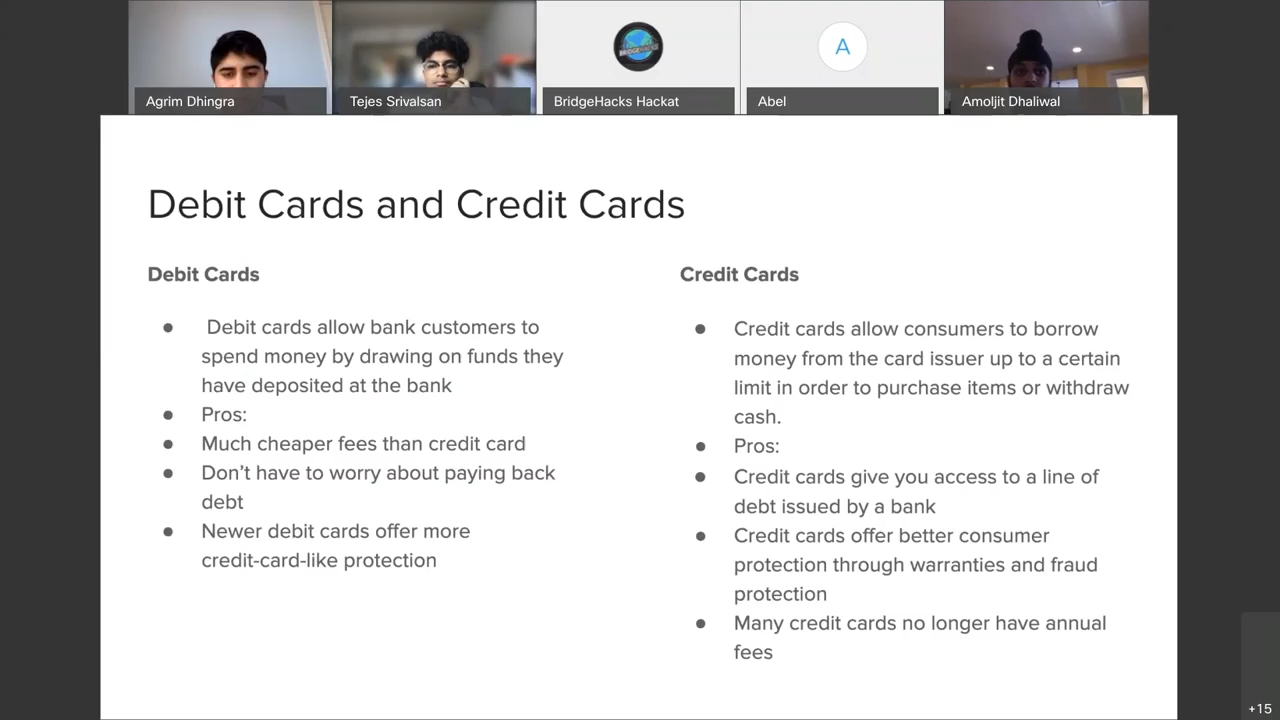 BRIDGEHACKS
A
Agrim Dhingra
Tejes Srivalsan
BridgeHacks Hackat
Abel
Amoljit Dhaliwal
Debit Cards and Credit Cards
Debit Cards
● Debit cards allow bank customers to
spend money by drawing on funds they
have deposited at the bank
● Pros:
● Much cheaper fees than credit card
● Don’t have to worry about paying back
debt
● Newer debit cards offer more
credit-card-like protection
Credit Cards
● Credit cards allow consumers to borrow
money from the card issuer up to a certain
limit in order to purchase items or withdraw
cash.
● Pros:
● Credit cards give you access to a line of
debt issued by a bank
● Credit cards offer better consumer
protection through warranties and fraud
protection
● Many credit cards no longer have annual
fees
+15